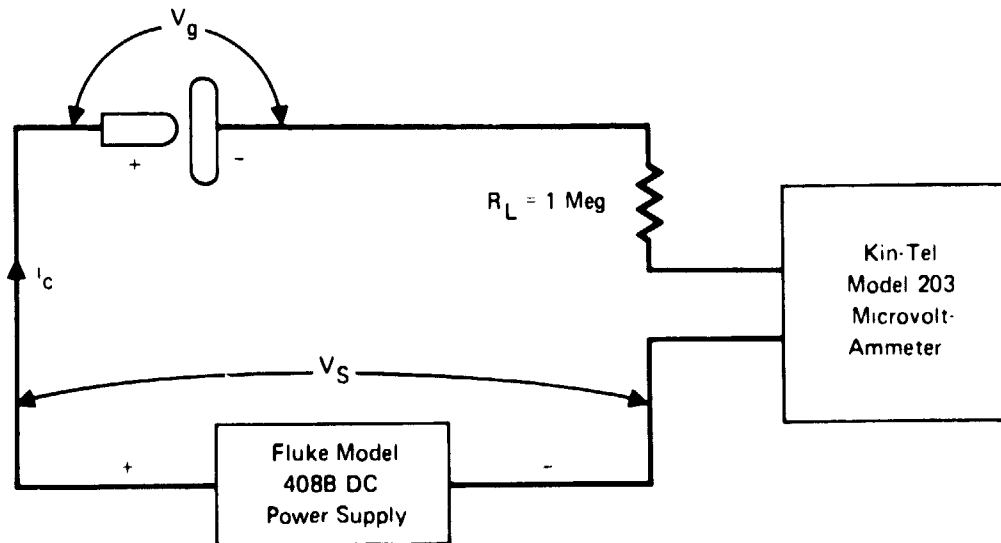 Vg
+
-
RL = 1 Meg
Kin-Tel
Model 203
Microvolt-
Ammeter
Ic
VS
+
-
Fluke Model
408B DC
Power Supply